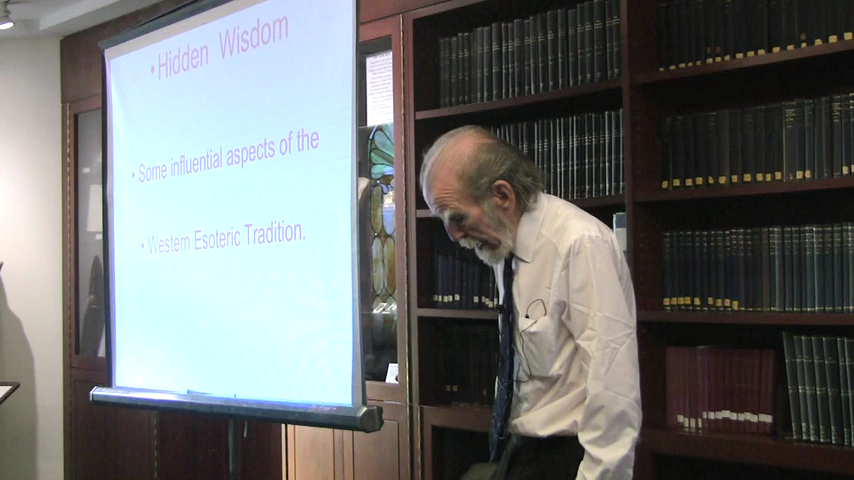 •Hidden Wisdom
• Some influential aspects of the
• Western Esoteric Tradition.